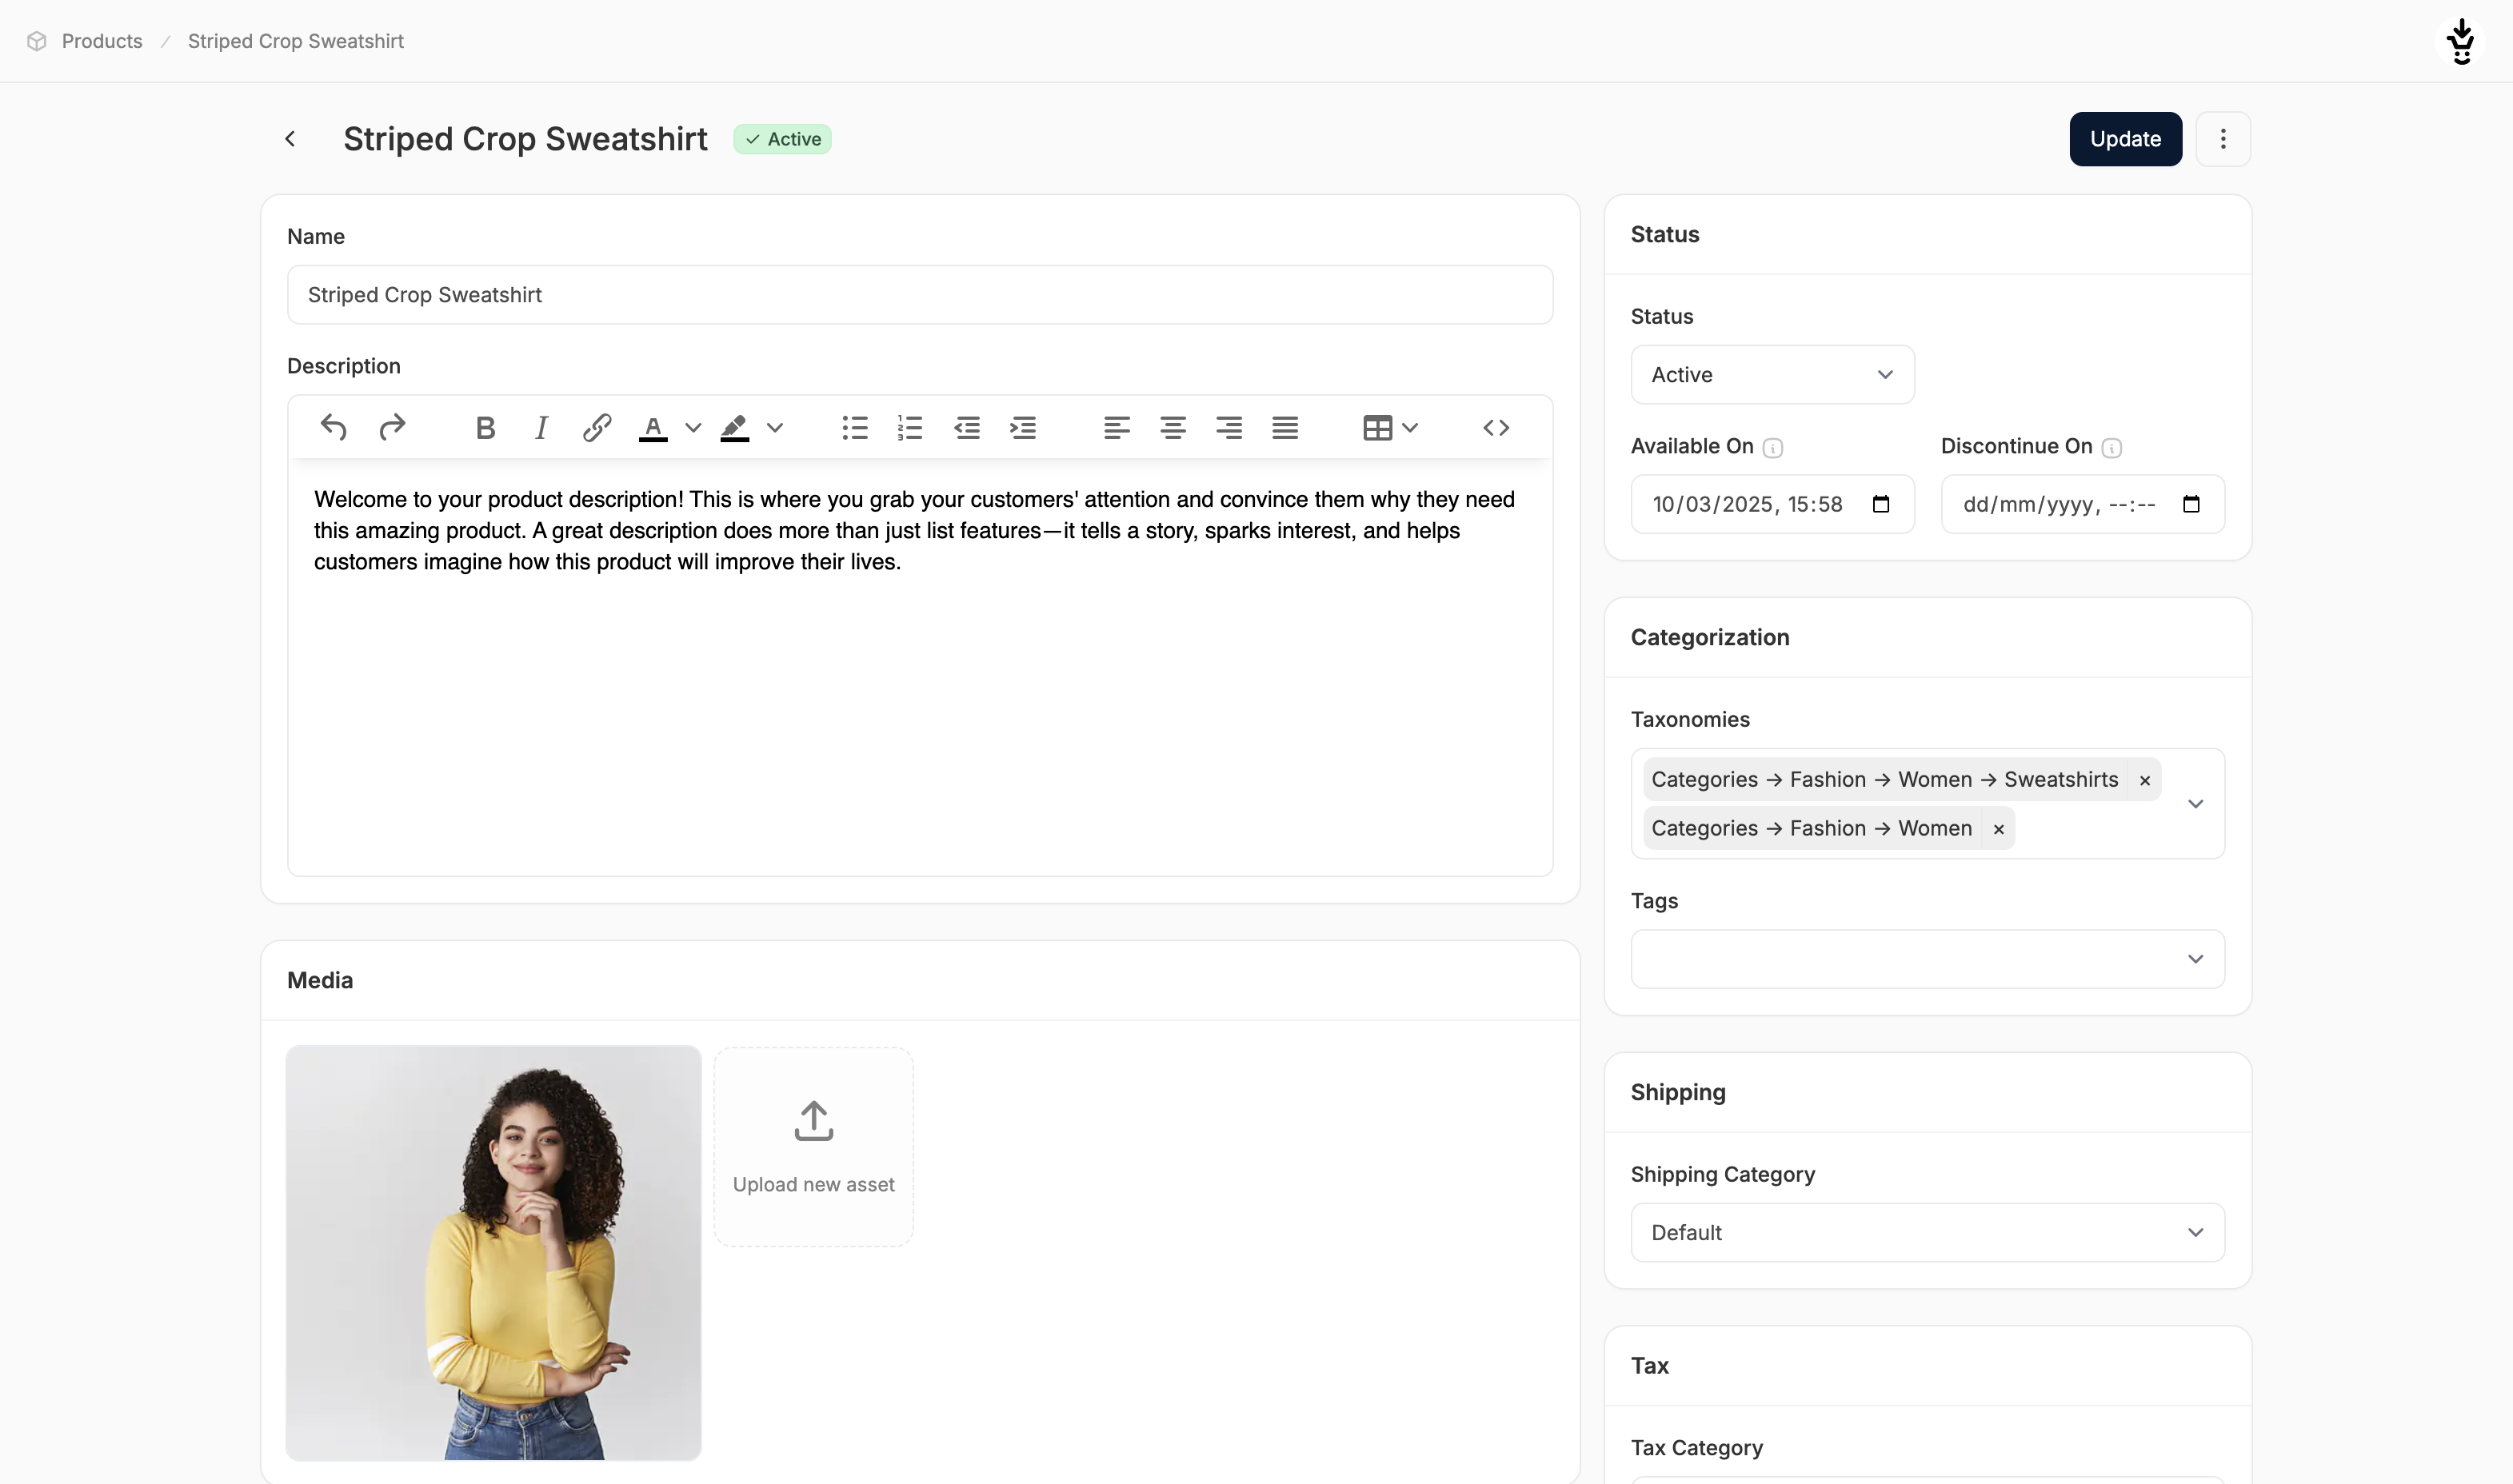 Products / Striped Crop Sweatshirt
Striped Crop Sweatshirt
Active
Update
Name
Striped Crop Sweatshirt
Description
B I A
Welcome to your product description! This is where you grab your customers' attention and convince them why they need
this amazing product. A great description does more than just list features—it tells a story, sparks interest, and helps
customers imagine how this product will improve their lives.
Media
Upload new asset
Status
Status
Active
Available On
Discontinue On
10/03/2025, 15:58
dd/mm/yyyy, --:--
Categorization
Taxonomies
Categories → Fashion → Women → Sweatshirts ×
Categories → Fashion → Women ×
Tags
Shipping
Shipping Category
Default
Tax
Tax Category